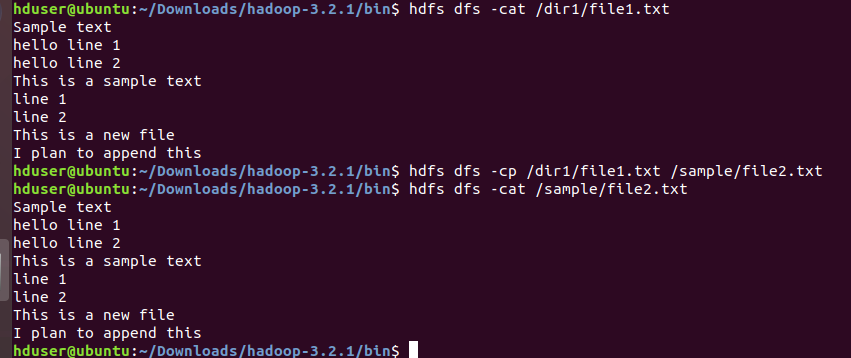 hduser@ubuntu:~/Downloads/hadoop-3.2.1/bin$ hdfs dfs -cat /dir1/file1.txt
Sample text
hello line 1
hello line 2
This is a sample text
line 1
line 2
This is a new file
I plan to append this
hduser@ubuntu:~/Downloads/hadoop-3.2.1/bin$ hdfs dfs -cp /dir1/file1.txt /sample/file2.txt
hduser@ubuntu:~/Downloads/hadoop-3.2.1/bin$ hdfs dfs -cat /sample/file2.txt
Sample text
hello line 1
hello line 2
This is a sample text
line 1
line 2
This is a new file
I plan to append this
hduser@ubuntu:~/Downloads/hadoop-3.2.1/bin$